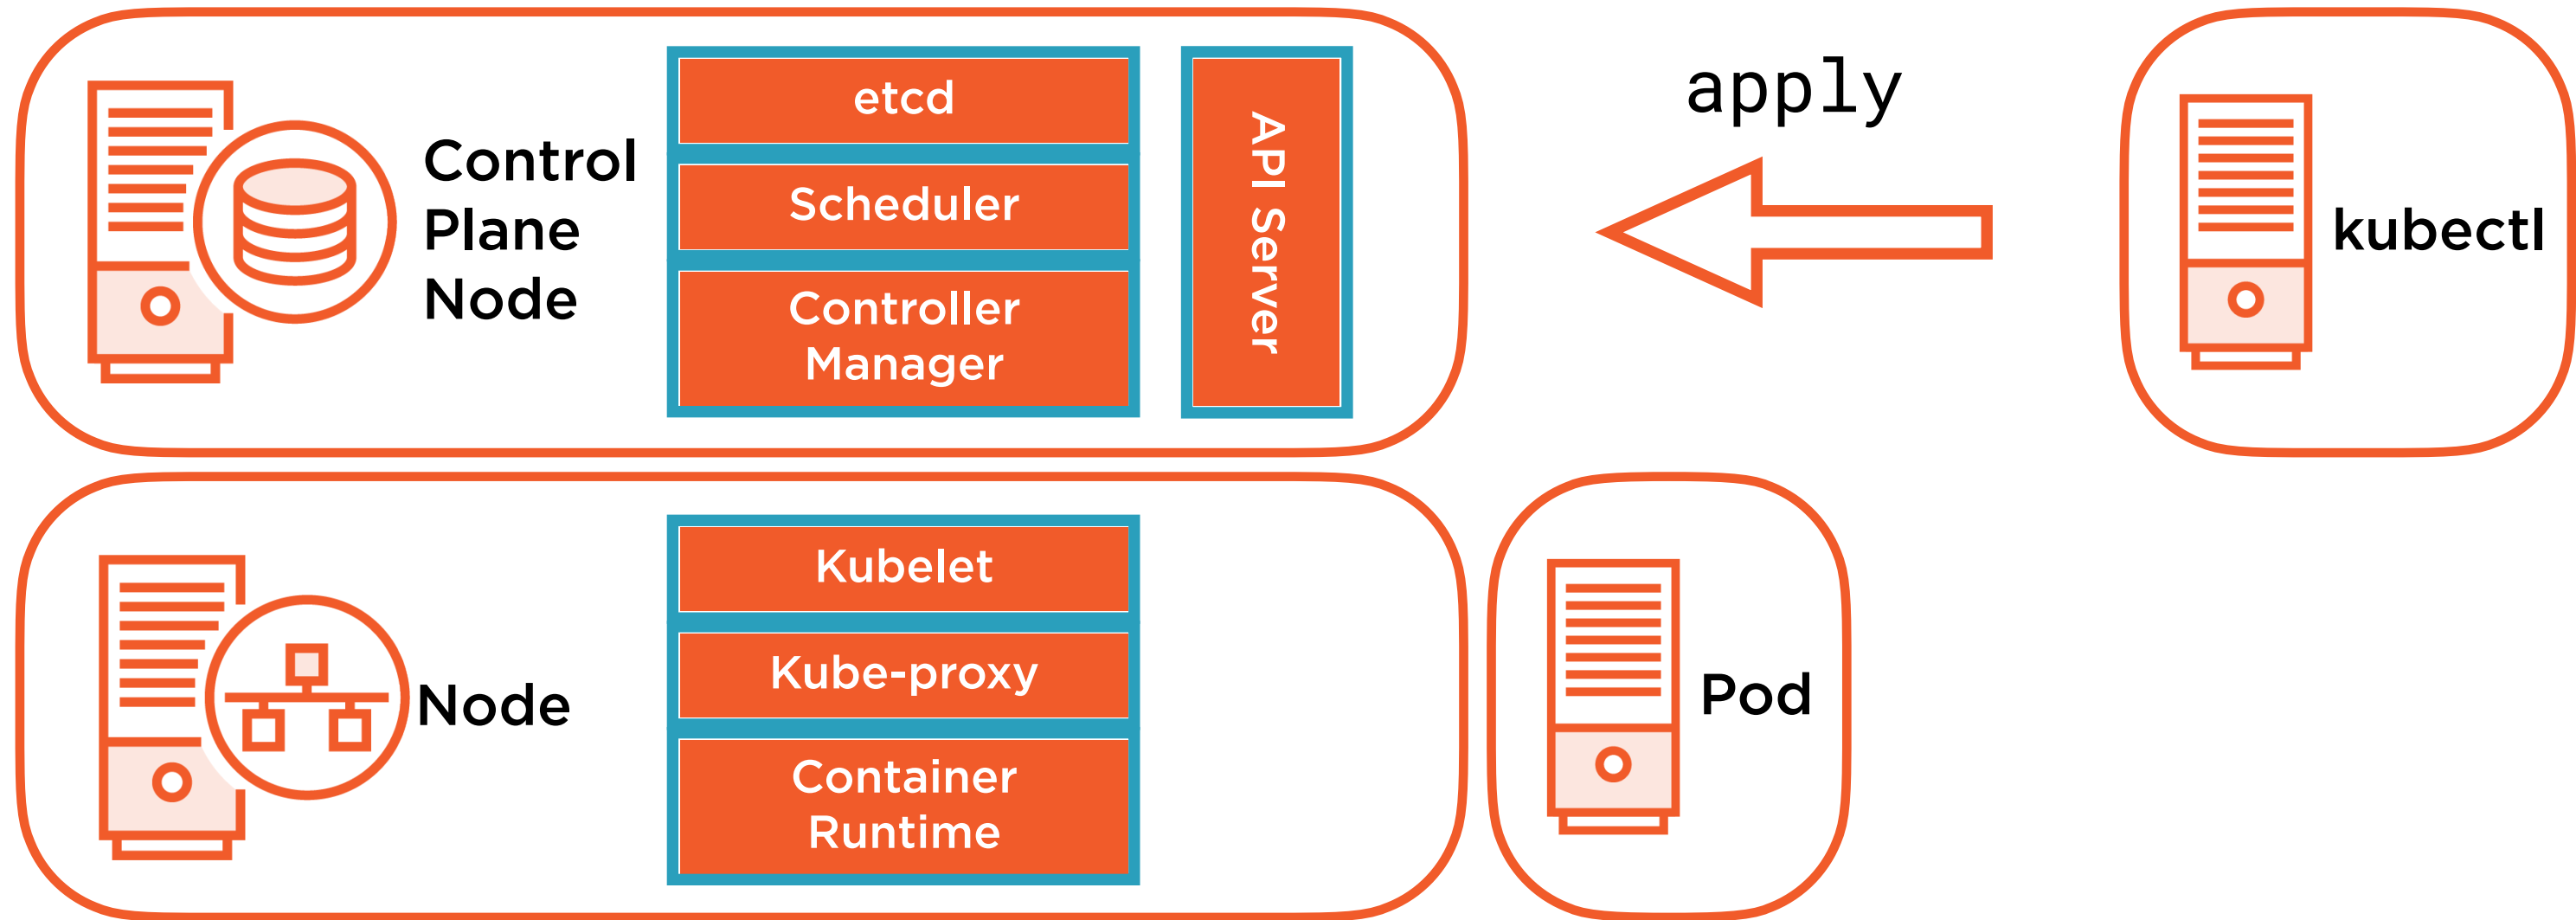 Control
Plane
Node
etcd
Scheduler
Controller
Manager
API Server
apply
kubectl
Node
Kubelet
Kube-proxy
Container
Runtime
Pod